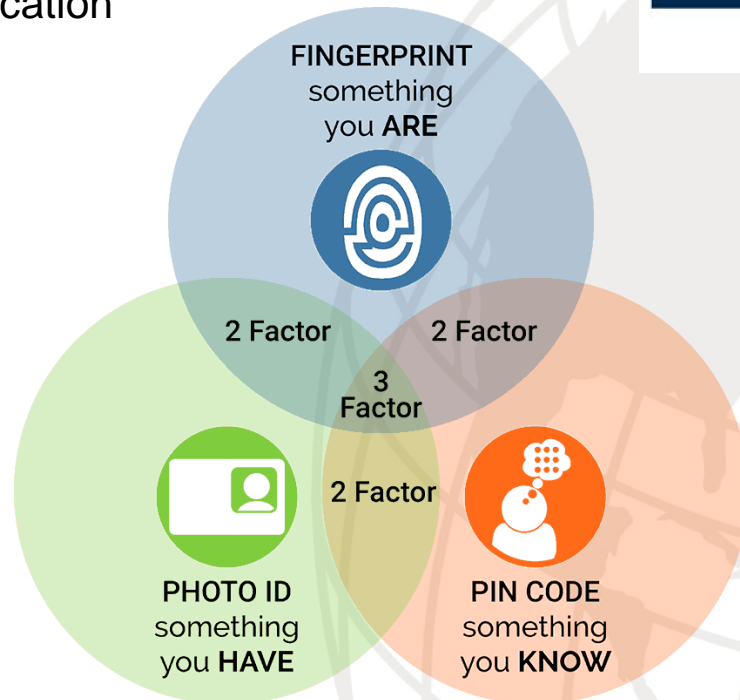 cation
FINGERPRINT
something
you ARE
2 Factor
2 Factor
3
Factor
2 Factor
PHOTO ID
something
you HAVE
PIN CODE
something
you KNOW